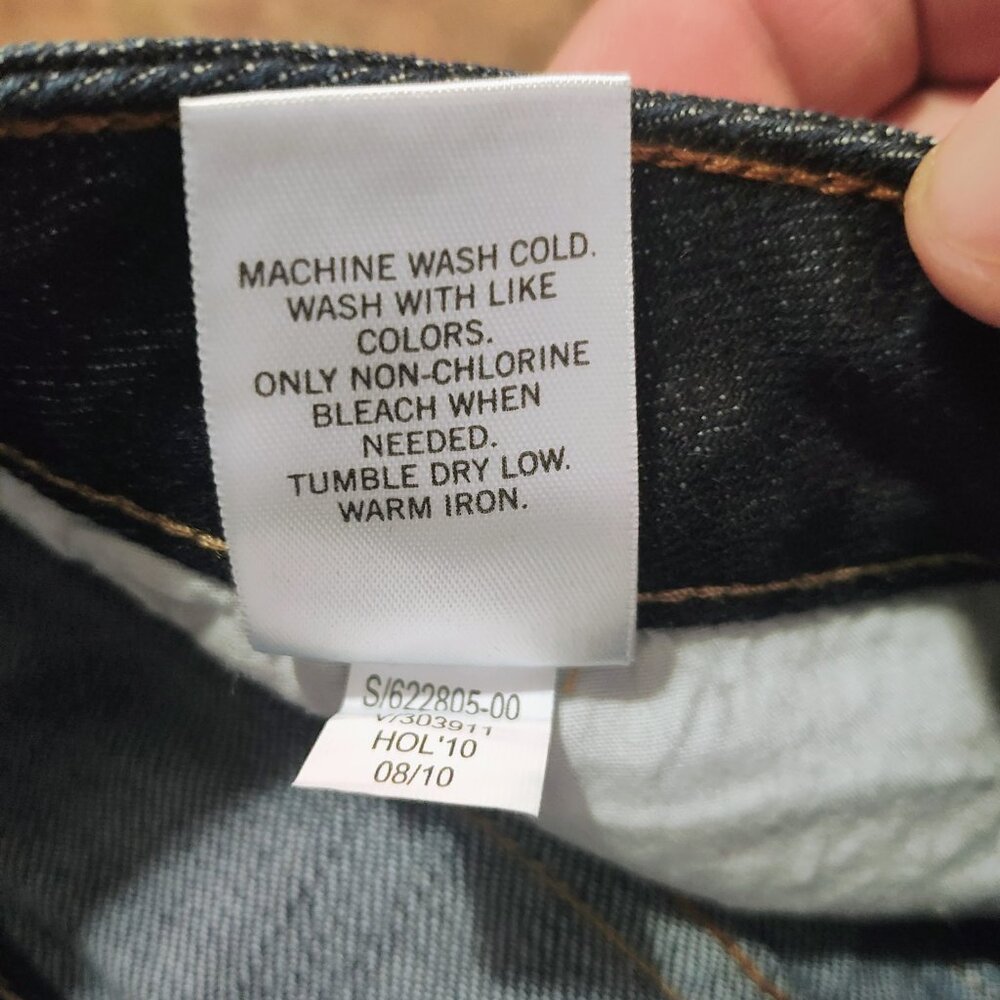 MACHINE WASH COLD.
WASH WITH LIKE
COLORS.
ONLY NON-CHLORINE
BLEACH WHEN
NEEDED.
TUMBLE DRY LOW.
WARM IRON.
S/622805-00
V/303911
HOL'10
08/10